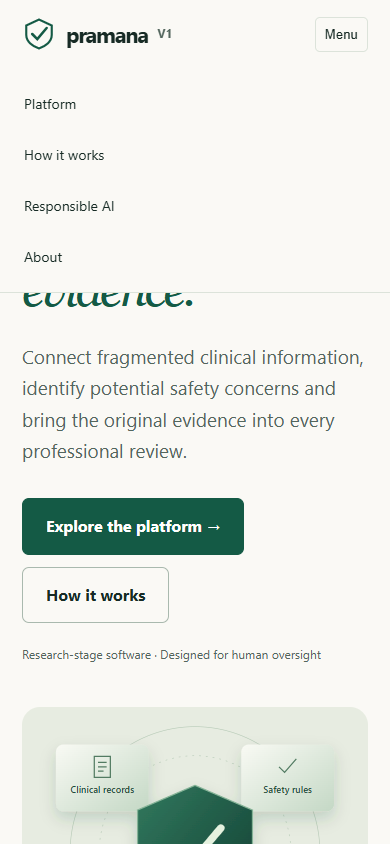 pramana V1
Menu
Platform
How it works
Responsible AI
About
evidence.
Connect fragmented clinical information,
identify potential safety concerns and
bring the original evidence into every
professional review.
Explore the platform →
How it works
Research-stage software · Designed for human oversight
Clinical records
Safety rules